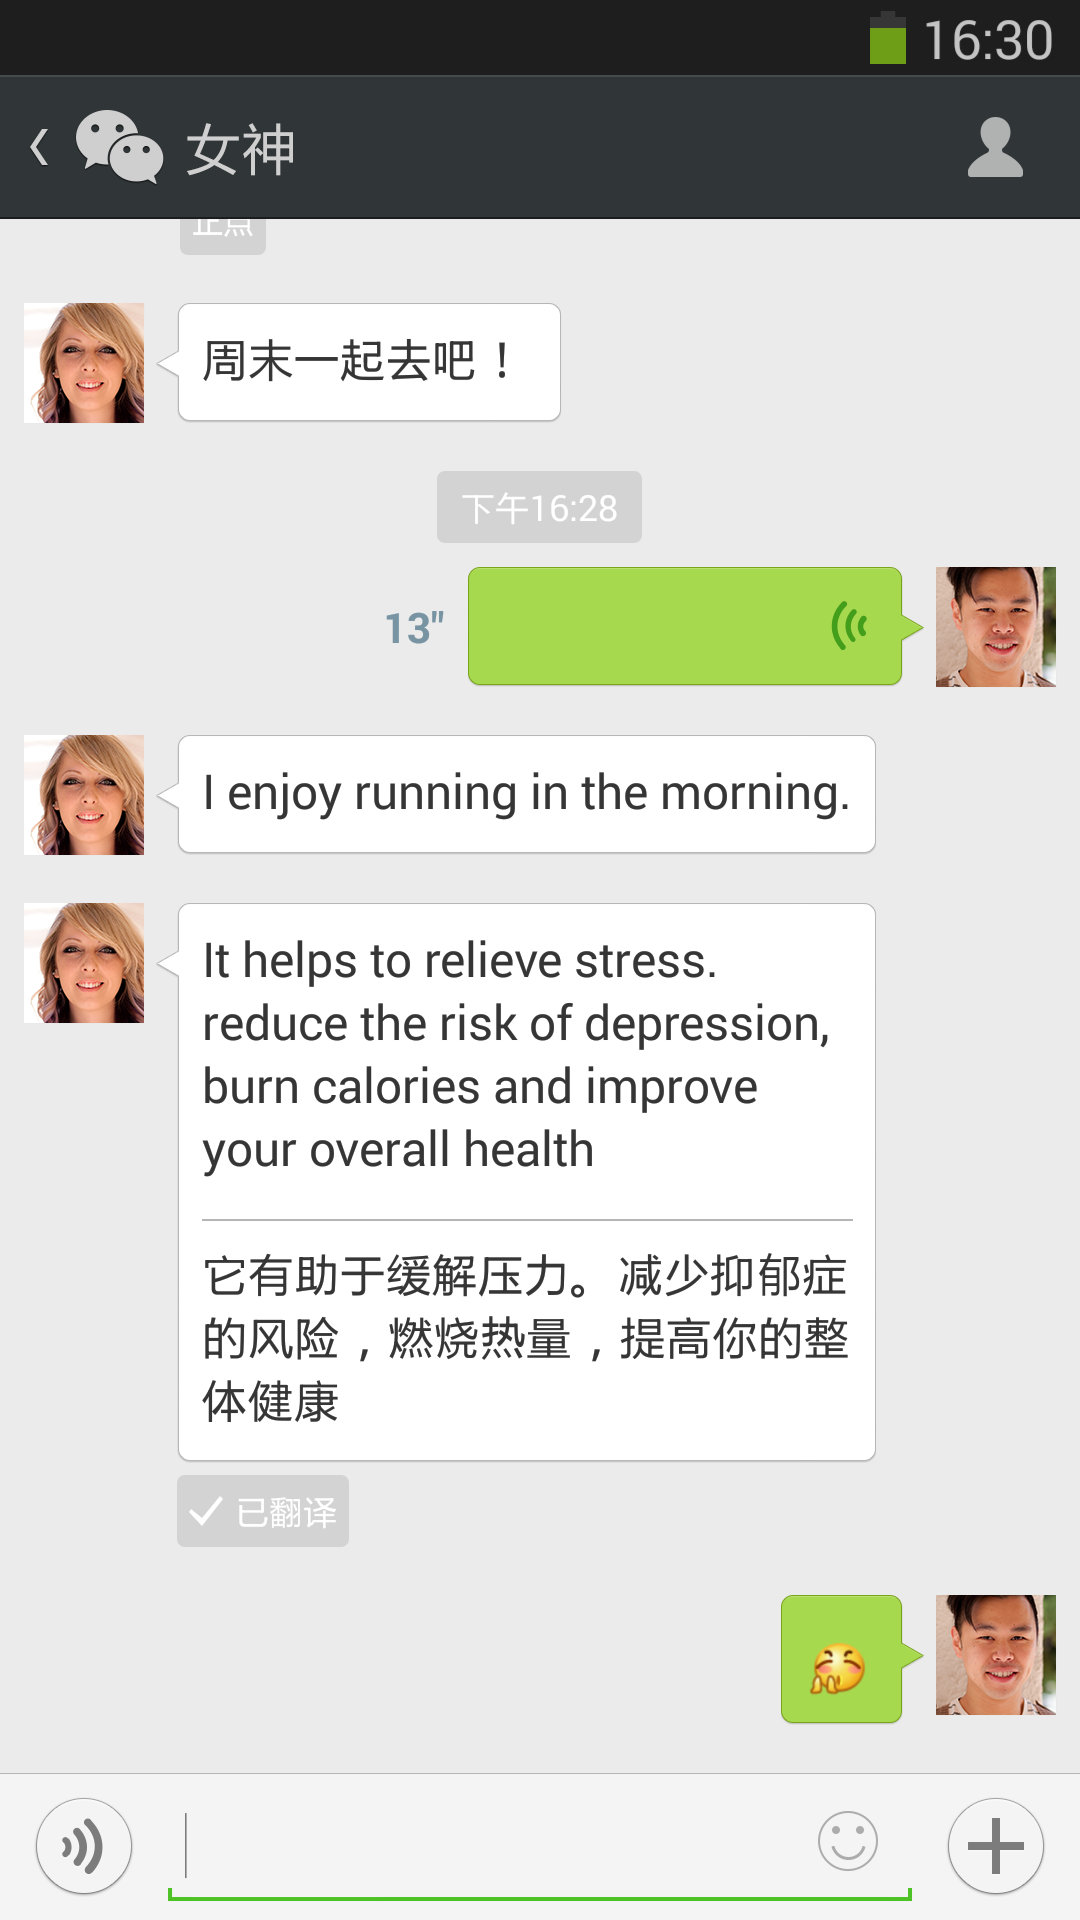 16:30
女神
正点
周末一起去吧！
下午16:28
13"
I enjoy running in the morning.
It helps to relieve stress.
reduce the risk of depression,
burn calories and improve
your overall health
它有助于缓解压力。 减少抑郁症
的风险，燃烧热量，提高你的整
体健康
已翻译